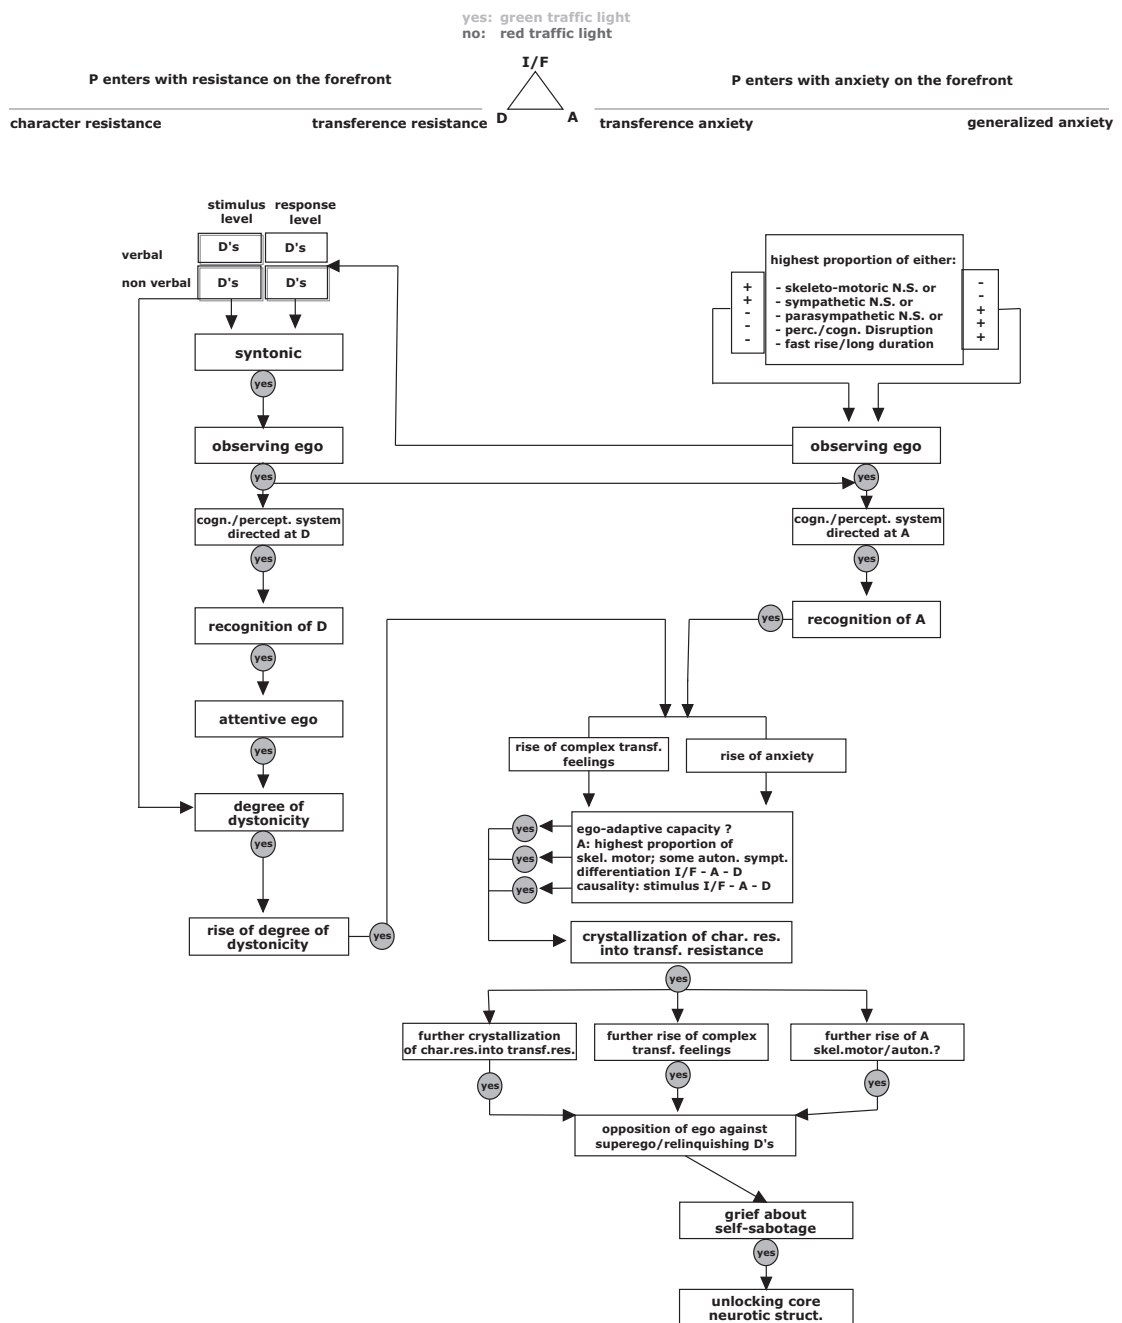 yes: green traffic light
no: red traffic light
I/F
P enters with resistance on the forefront
P enters with anxiety on the forefront
D
A
character resistance
transference resistance
transference anxiety
generalized anxiety
stimulus
level
response
level
verbal
D's
D's
non verbal
D's
D's
syntonic
yes
observing ego
yes
cogn./percept. system
directed at D
yes
recognition of D
yes
attentive ego
yes
degree of
dystonicity
yes
rise of degree of
dystonicity
yes
highest proportion of either:
+ - skeleto-motoric N.S. or -
+ - sympathetic N.S. or -
- - parasympathetic N.S. or +
- - perc./cogn. Disruption +
- - fast rise/long duration +
observing ego
yes
cogn./percept. system
directed at A
yes
recognition of A
yes
rise of complex transf.
feelings
rise of anxiety
yes
yes
yes
ego-adaptive capacity ?
A: highest proportion of
skel. motor; some auton. sympt.
differentiation I/F - A - D
causality: stimulus I/F - A - D
crystallization of char. res.
into transf. resistance
yes
further crystallization
of char.res.into transf.res.
further rise of complex
transf. feelings
further rise of A
skel.motor/auton.?
yes
yes
yes
opposition of ego against
superego/relinquishing D's
grief about
self-sabotage
yes
unlocking core
neurotic struct.